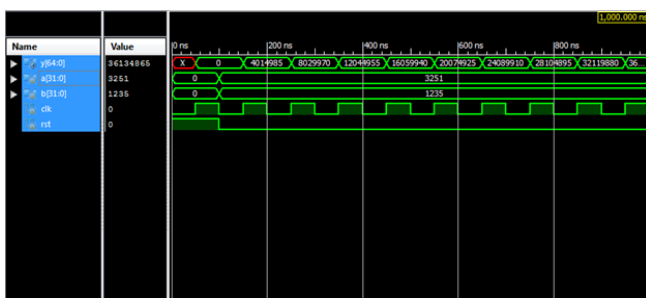 1,000.000 ns
Name Value 0 ns 200 ns 400 ns 600 ns 800 ns
y[64:0] 36134865 X 0 4014985 8029970 12044955 16059940 20074925 24089910 28104895 32119880 36...
a[31:0] 3251 0 3251
b[31:0] 1235 0 1235
clk 0
rst 0